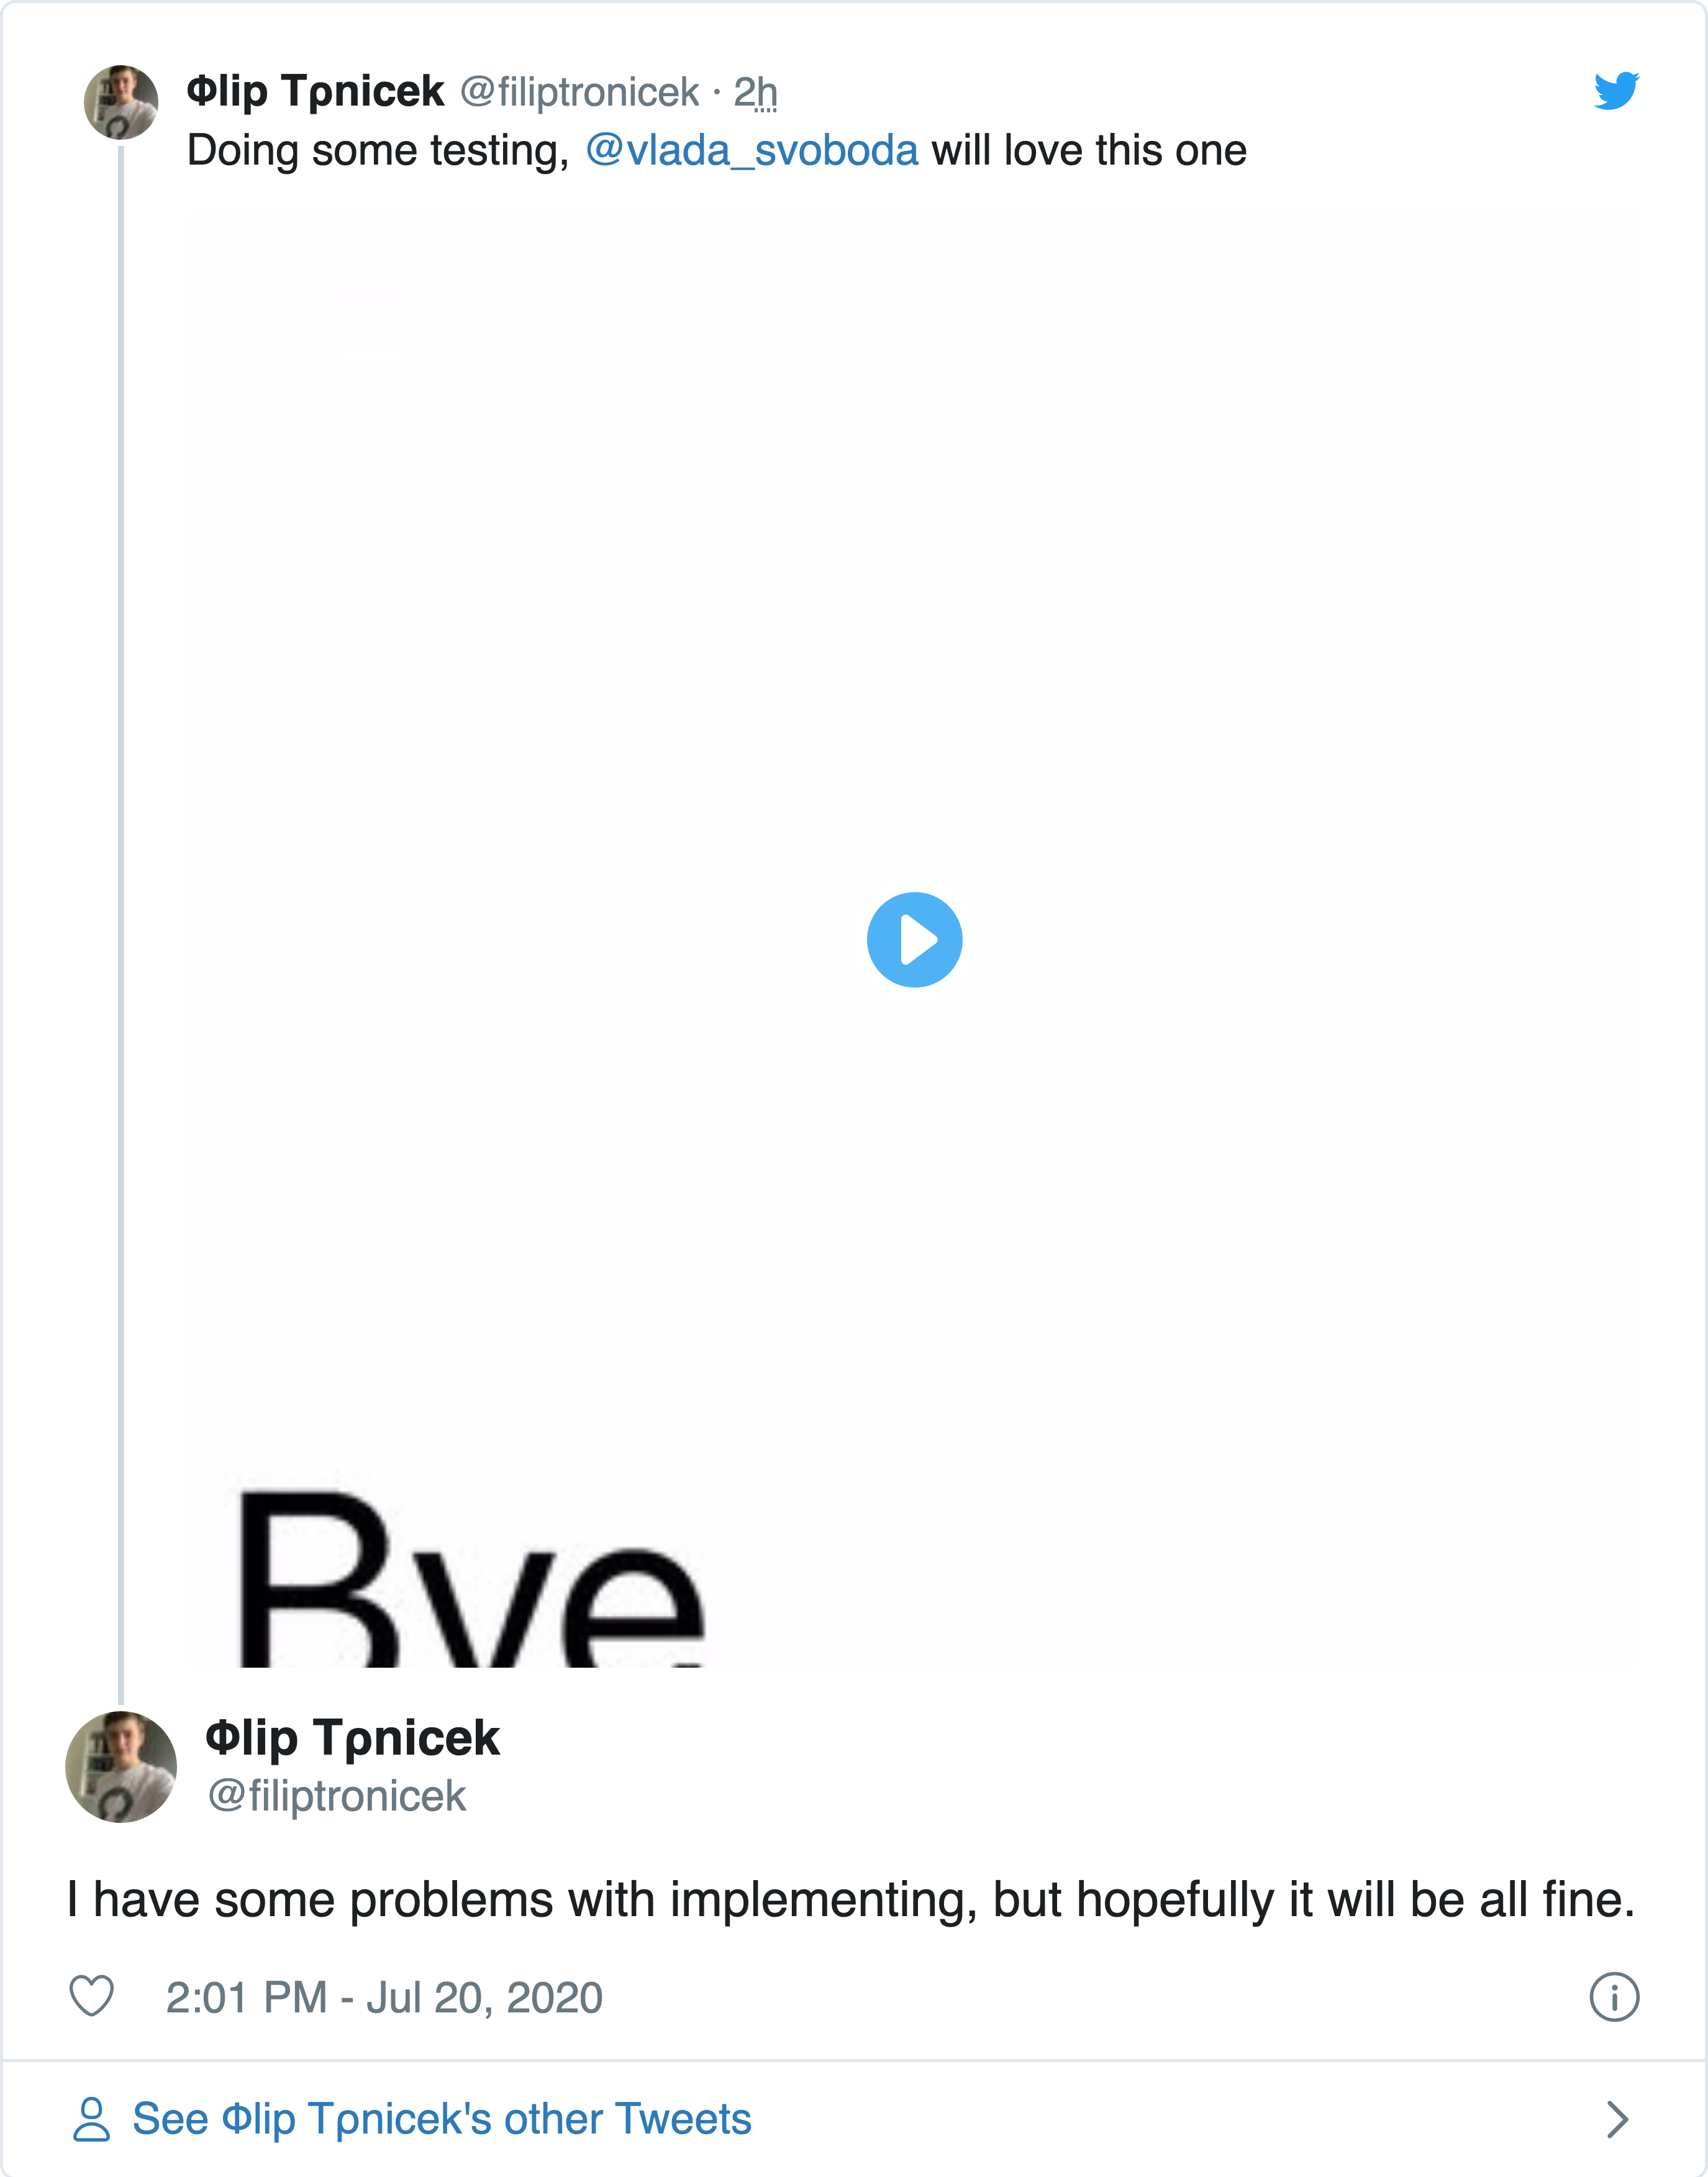 Φlip Tρnicek @filiptronicek · 2h
Doing some testing, @vlada_svoboda will love this one
Bye
Φlip Tρnicek
@filiptronicek
I have some problems with implementing, but hopefully it will be all fine.
2:01 PM - Jul 20, 2020
See Φlip Tρnicek's other Tweets